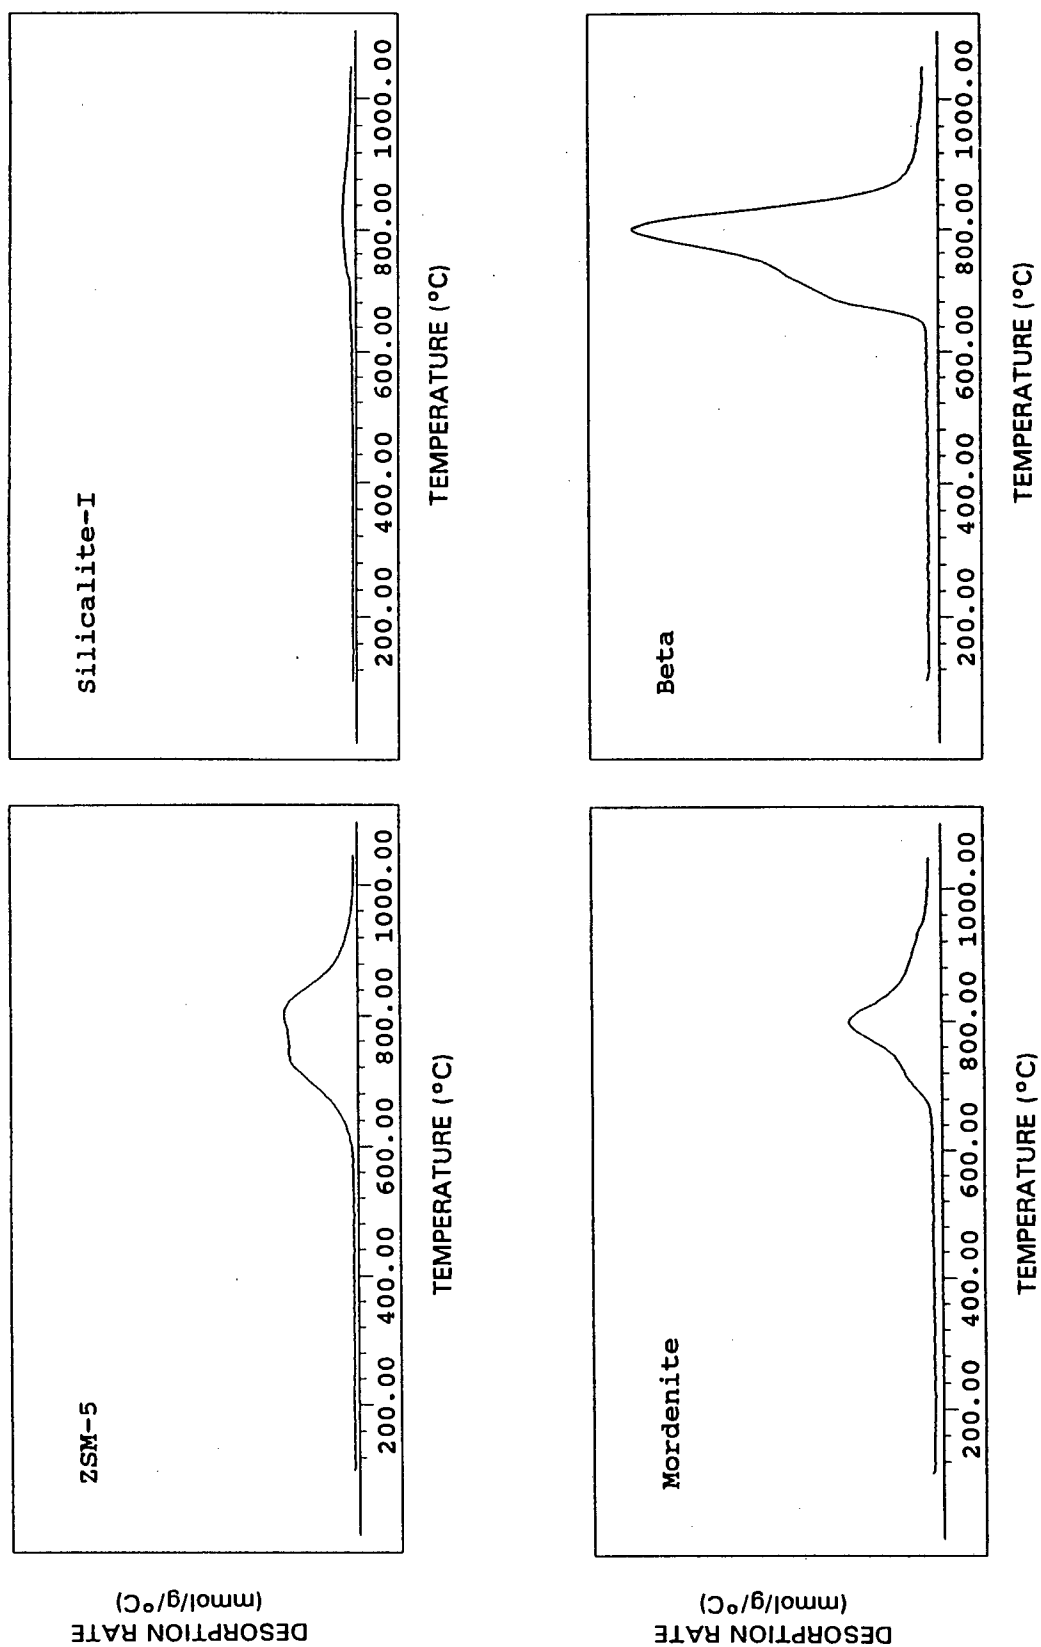 DESORPTION RATE
(mmol/g/°C)
ZSM-5
200.00 400.00 600.00 800.00 1000.00
TEMPERATURE (°C)
Silicalite-I
200.00 400.00 600.00 800.00 1000.00
TEMPERATURE (°C)
DESORPTION RATE
(mmol/g/°C)
Mordenite
200.00 400.00 600.00 800.00 1000.00
TEMPERATURE (°C)
Beta
200.00 400.00 600.00 800.00 1000.00
TEMPERATURE (°C)